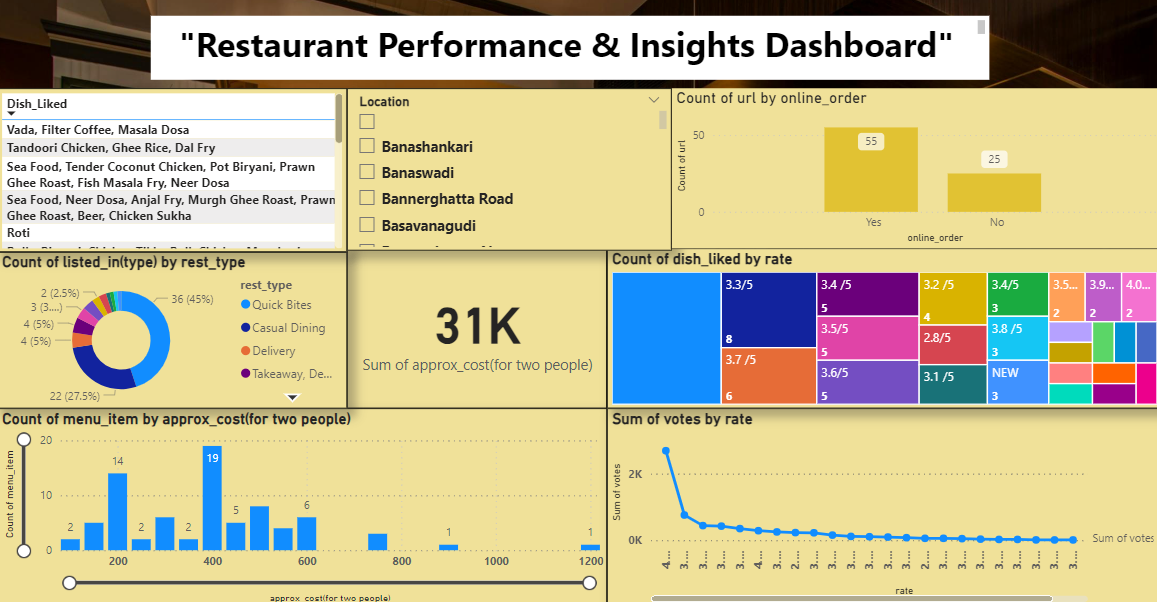 "Restaurant Performance & Insights Dashboard"
Dish_Liked
Vada, Filter Coffee, Masala Dosa
Tandoori Chicken, Ghee Rice, Dal Fry
Sea Food, Tender Coconut Chicken, Pot Biryani, Prawn
Ghee Roast, Fish Masala Fry, Neer Dosa
Sea Food, Neer Dosa, Anjal Fry, Murgh Ghee Roast, Prawn
Ghee Roast, Beer, Chicken Sukha
Roti
Location
Banashankari
Banaswadi
Bannerghatta Road
Basavanagudi
Count of url by online_order
Count of url
50
0
55
25
Yes
No
online_order
Count of listed_in(type) by rest_type
2 (2.5%)
3 (3....)
4 (5%)
4 (5%)
22 (27.5%)
36 (45%)
rest_type
Quick Bites
Casual Dining
Delivery
Takeaway, De...
31K
Sum of approx_cost(for two people)
Count of dish_liked by rate
3.3/5
8
3.7 /5
6
3.4 /5
5
3.5/5
5
3.6/5
5
3.2 /5
4
2.8/5
3.1 /5
3.4/5
3
3.8 /5
3
NEW
3
3.5...
2
3.9...
2
4.0...
2
Count of menu_item by approx_cost(for two people)
Count of menu_item
20
10
0
2
14
2
2
19
5
6
1
1
200
400
600
800
1000
1200
approx_cost(for two people)
Sum of votes by rate
Sum of votes
2K
0K
4....
3....
3....
3....
3....
4....
3....
2....
3....
3....
3....
3....
3....
3....
2....
3....
3....
3....
3....
3....
3....
3....
3....
Sum of votes
rate